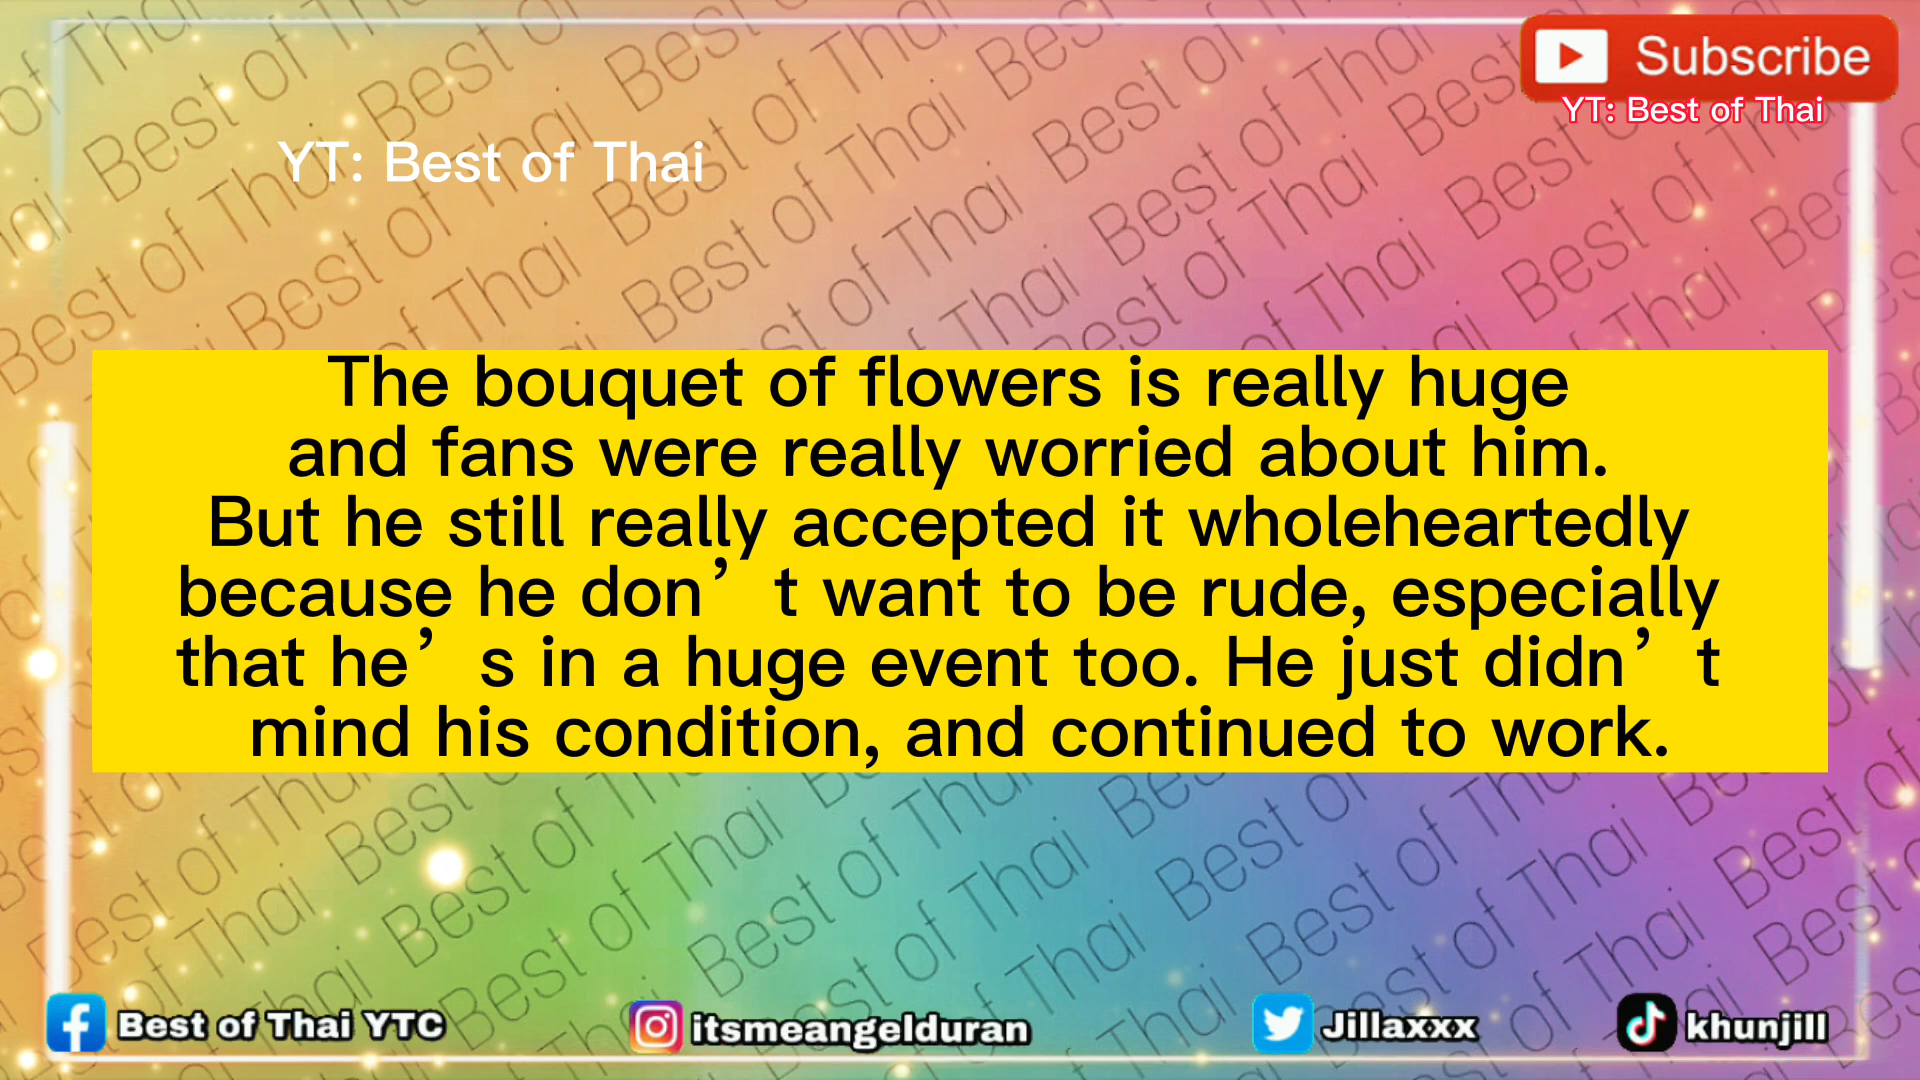 Subscribe
YT: Best of Thai
YT: Best of Thai
The bouquet of flowers is really huge
and fans were really worried about him.
But he still really accepted it wholeheartedly
because he don’t want to be rude, especially
that he’s in a huge event too. He just didn’t
mind his condition, and continued to work.
Best of Thai YTC
itsmeangelduran
Jillaxxx
khunjill